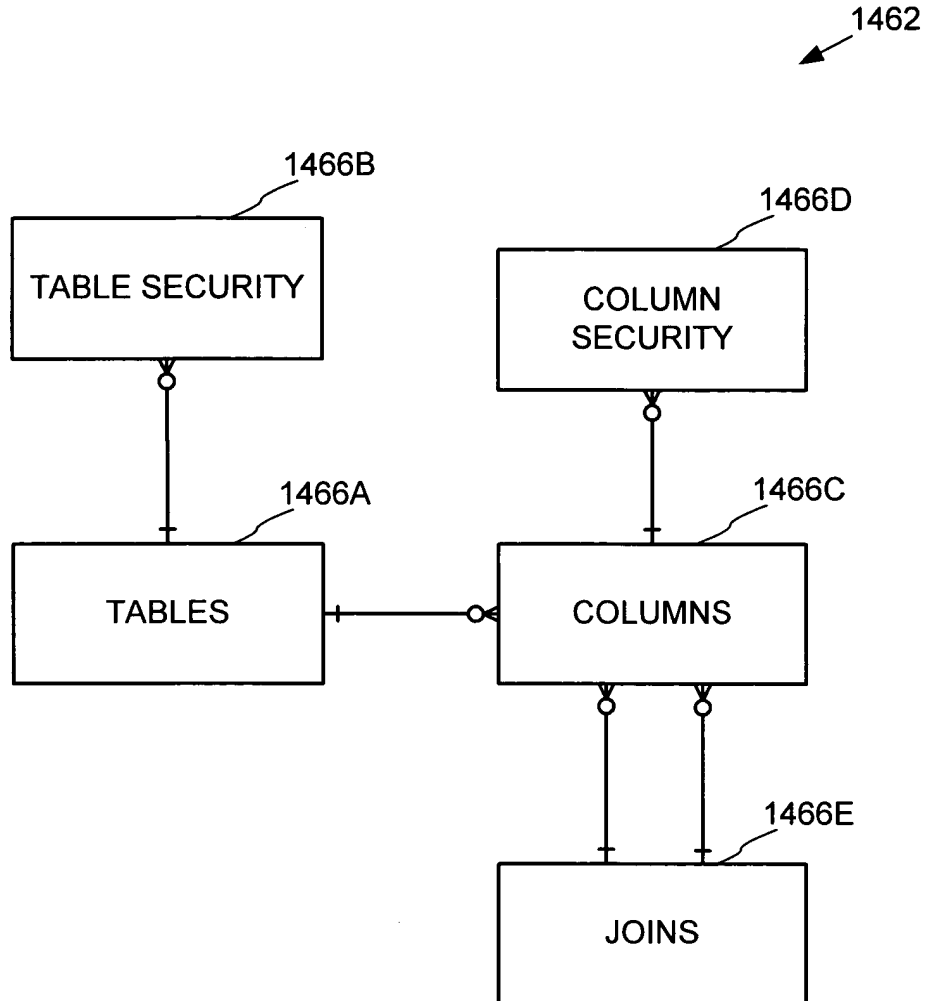 1462
1466B
1466D
TABLE SECURITY
COLUMN
SECURITY
1466A
1466C
TABLES
COLUMNS
1466E
JOINS